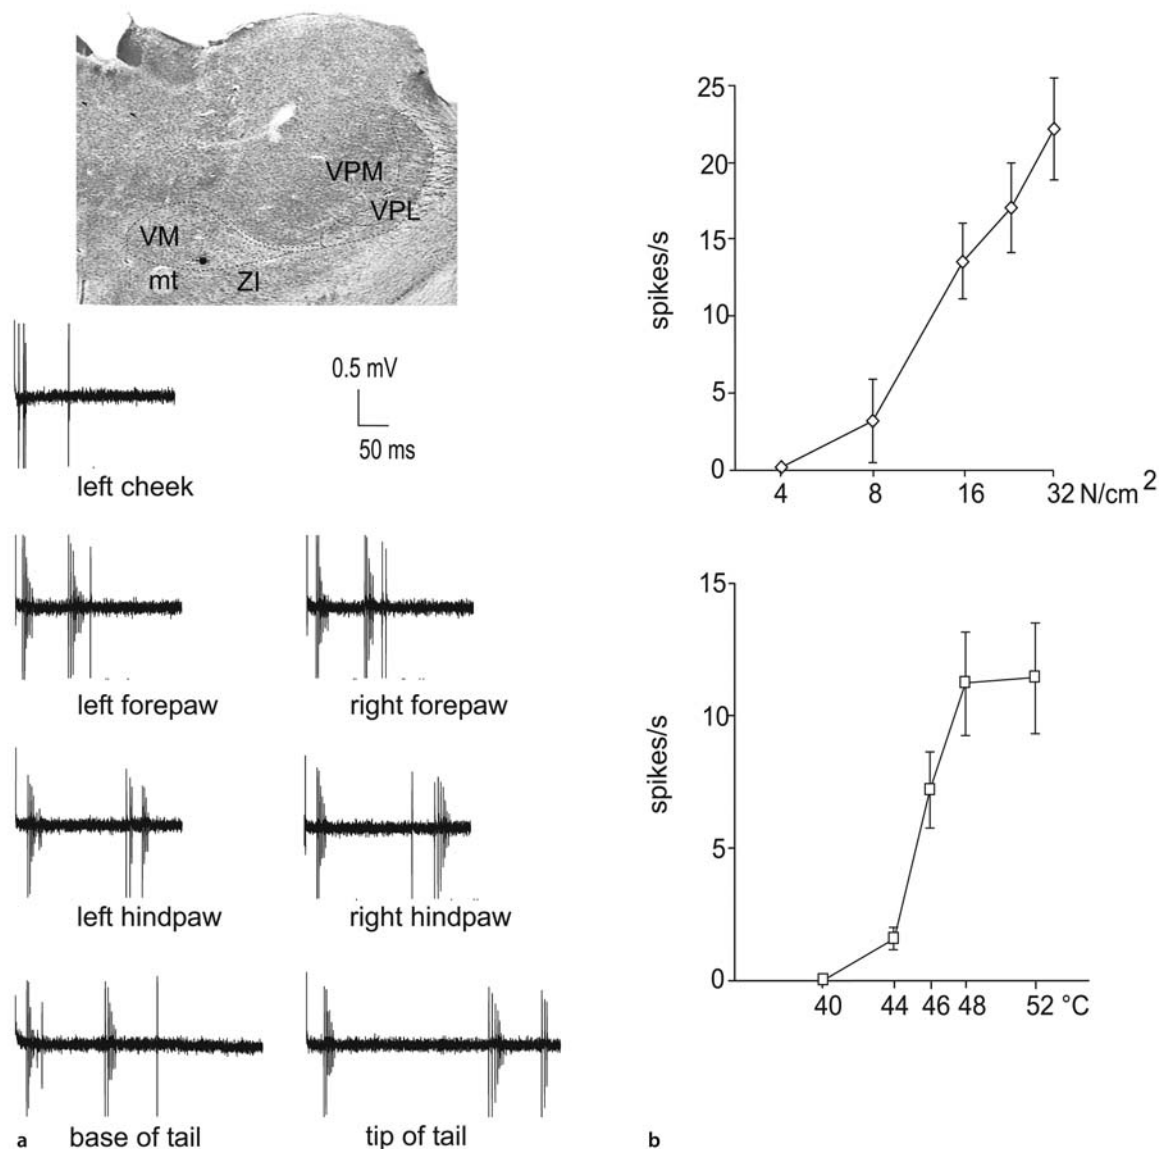 VPM
VPL
VM
mt
ZI
0.5 mV
50 ms
left cheek
left forepaw
right forepaw
left hindpaw
right hindpaw
base of tail
tip of tail
a
spikes/s
25
20
15
10
5
0
4 8 16 32 N/cm²
spikes/s
15
10
5
0
40 44 46 48 52 °C
b